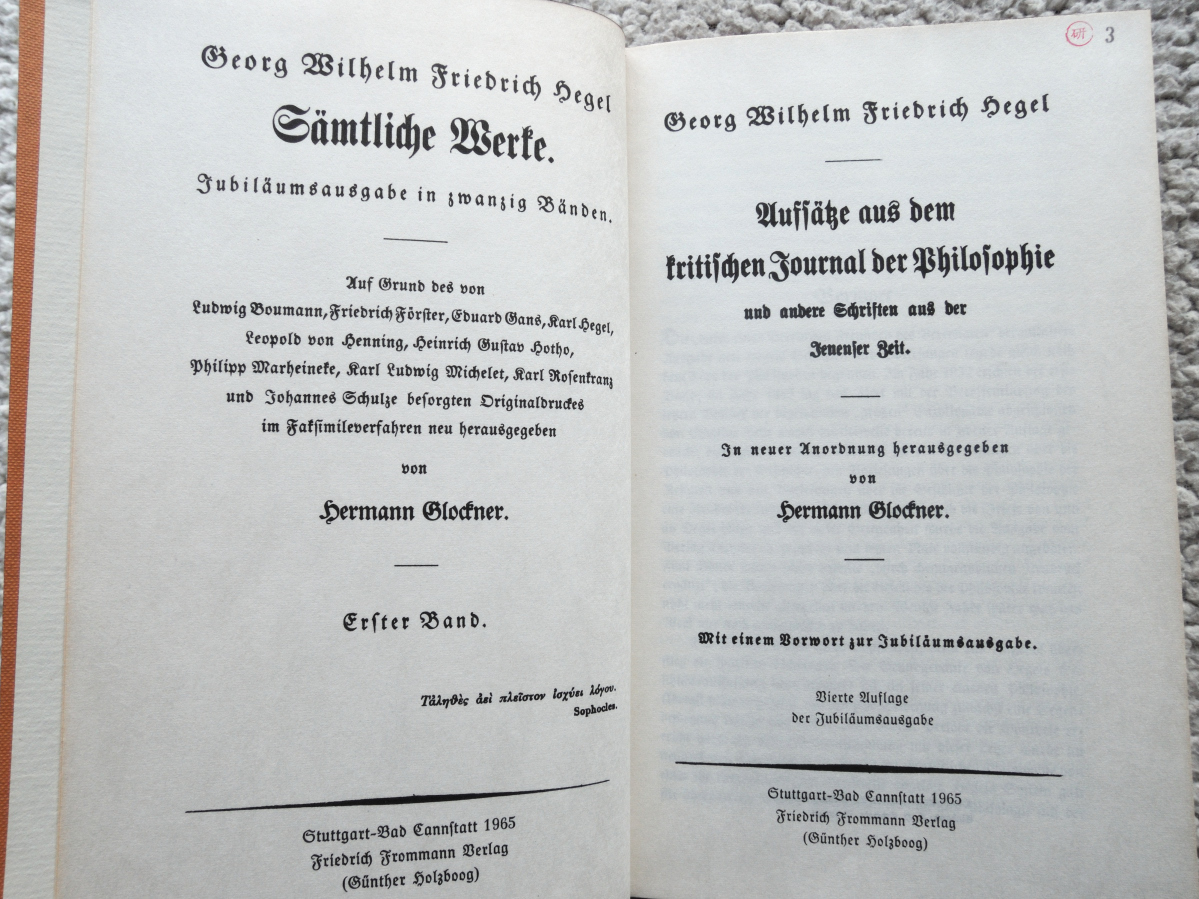 Georg Wilhelm Friedrich Hegel
Sämtliche Werke.
Jubiläumsausgabe in zwanzig Bänden.
Auf Grund des von
Ludwig Boumann, Friedrich Förster, Eduard Gans, Karl Hegel,
Leopold von Henning, Heinrich Gustav Hotho,
Philipp Marheineke, Karl Ludwig Michelet, Karl Rosenkranz
und Johannes Schulze besorgten Originaldruckes
im Faksimileverfahren neu herausgegeben
von
Hermann Glockner.
Erster Band.
Τἀληθὲς ἀεὶ πλεῖστον ἰσχύει λόγου.
Sophocles.
Stuttgart-Bad Cannstatt 1965
Friedrich Frommann Verlag
(Günther Holzboog)
研 3
Georg Wilhelm Friedrich Hegel
Aufsätze aus dem
kritischen Journal der Philosophie
und andere Schriften aus der
Jenenser Zeit.
In neuer Anordnung herausgegeben
von
Hermann Glockner.
Mit einem Vorwort zur Jubiläumsausgabe.
Vierte Auflage
der Jubiläumsausgabe
Stuttgart-Bad Cannstatt 1965
Friedrich Frommann Verlag
(Günther Holzboog)